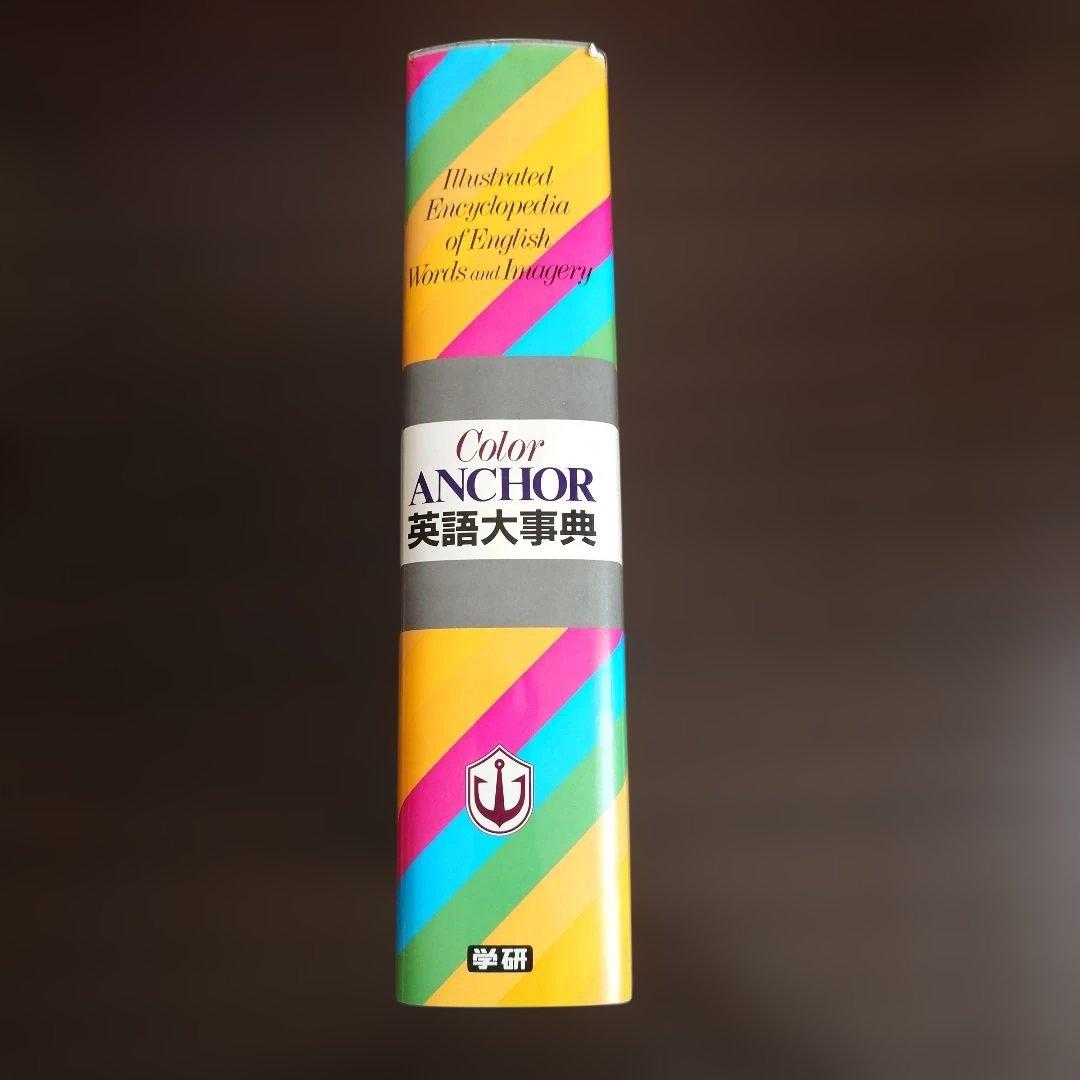 Illustrated
Encyclopedia
of English
Words and Imagery
Color
ANCHOR
英語大事典
学研